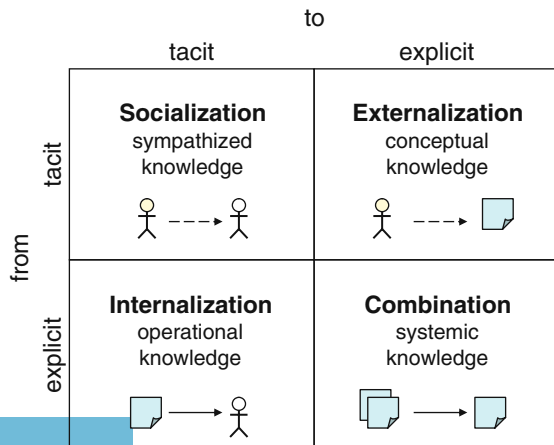 to
tacit
explicit
from
tacit
Socialization
sympathized
knowledge
Externalization
conceptual
knowledge
explicit
Internalization
operational
knowledge
Combination
systemic
knowledge